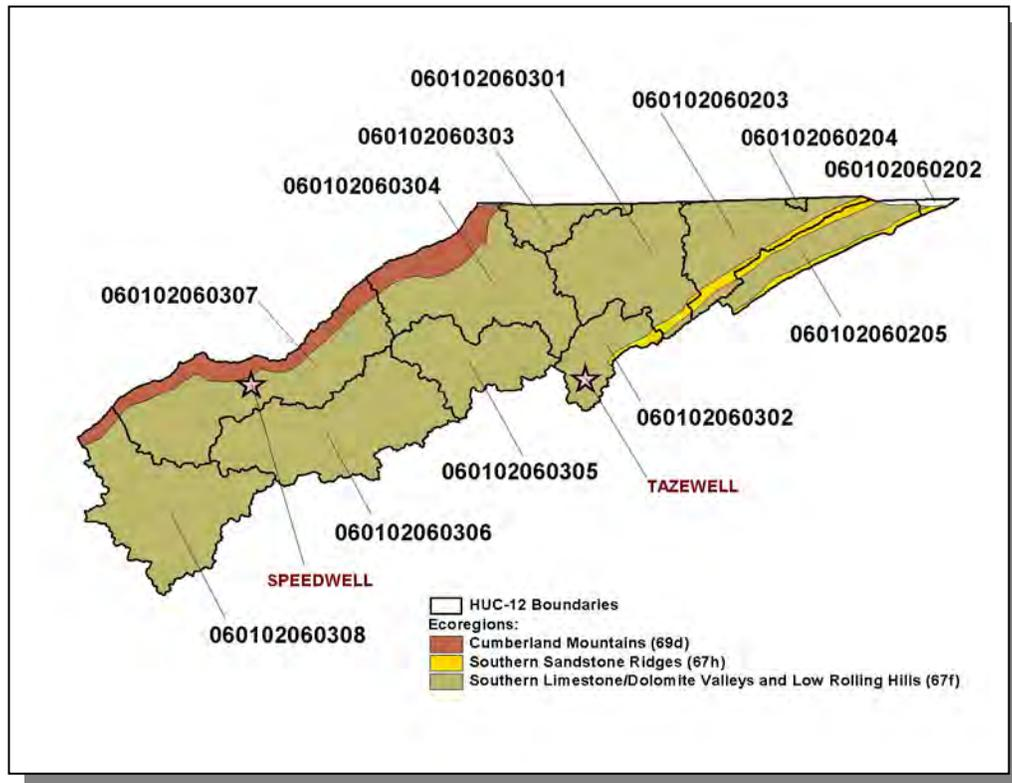 060102060301
060102060203
060102060303
060102060204
060102060202
060102060304
060102060307
060102060205
060102060302
060102060305
TAZEWELL
060102060306
SPEEDWELL
060102060308
HUC-12 Boundaries
Ecoregions:
Cumberland Mountains (69d)
Southern Sandstone Ridges (67h)
Southern Limestone/Dolomite Valleys and Low Rolling Hills (67f)